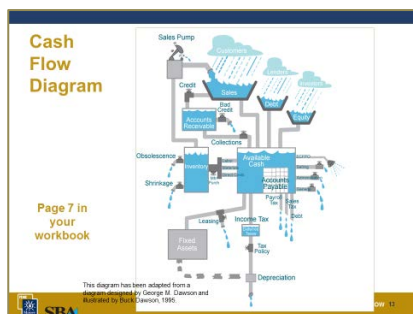 Cash
Flow
Diagram
Page 7 in
your
workbook
Sales Pump
Customers
Lenders
Investors
Credit
Sales
Bad
Credit
Debt
Equity
Accounts
Receivable
Collections
Obsolescence
Inventory
Available
Cash
Accounts
Payable
Shrinkage
Payroll
Tax
Sales
Tax
Debt
Leasing
Income Tax
Fixed
Assets
Tax
Policy
Depreciation
This diagram has been adapted from a
diagram designed by George M. Dawson and
illustrated by Buck Dawson, 1995.
SBA
OW 13